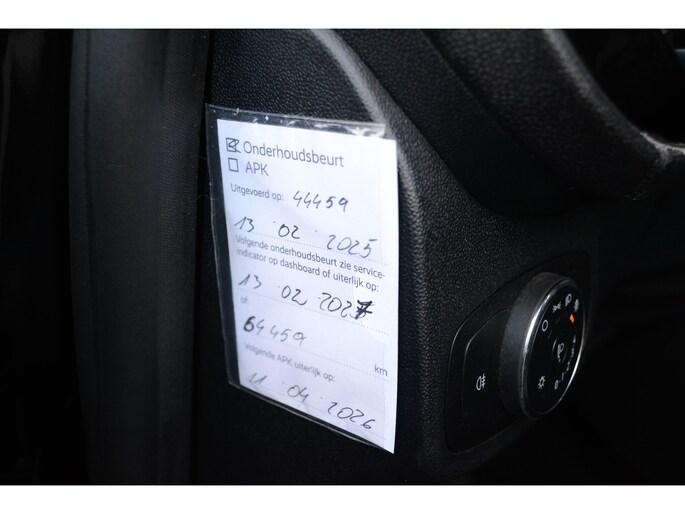 Onderhoudsbeurt
APK
Uitgevoerd op: 44459
13 02 2025
Volgende onderhoudsbeurt zie service-
indicator op dashboard of uiterlijk op:
13 02 2027
of:
64459 km
Volgende APK uiterlijk op:
11 04 2026